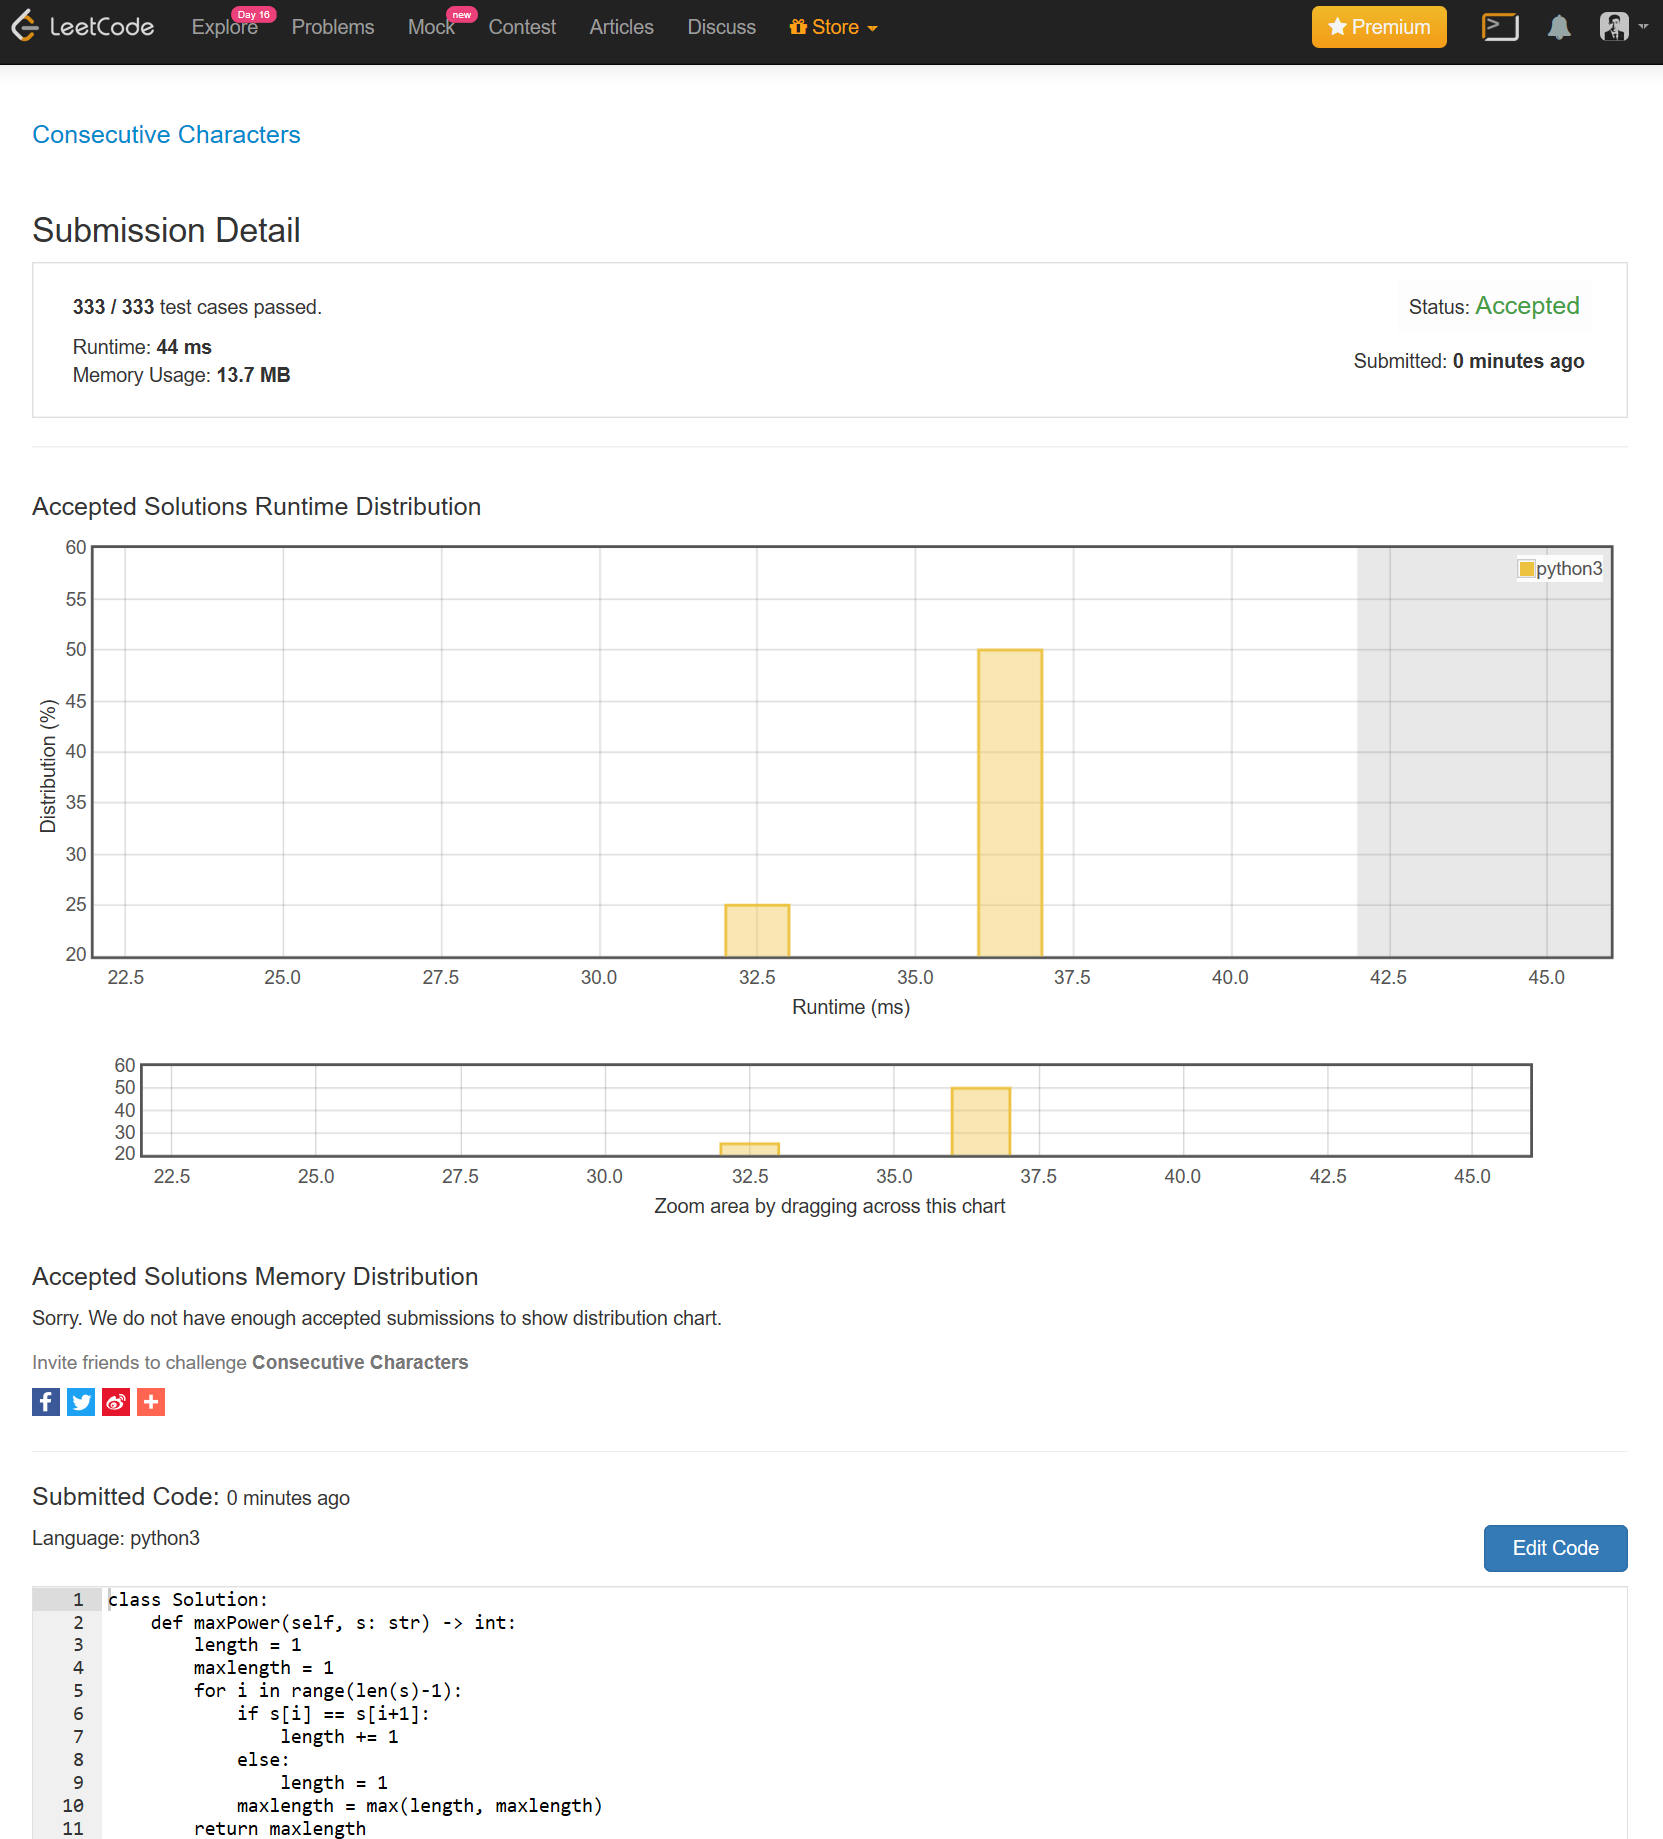 LeetCode
Explore Day 16 Problems Mock new Contest Articles Discuss Store Premium
Consecutive Characters
Submission Detail
333 / 333 test cases passed.
Status: Accepted
Runtime: 44 ms
Submitted: 0 minutes ago
Memory Usage: 13.7 MB
Accepted Solutions Runtime Distribution
60
55
50
45
40
35
30
25
20
Distribution (%)
python3
22.5 25.0 27.5 30.0 32.5 35.0 37.5 40.0 42.5 45.0
Runtime (ms)
60
50
40
30
20
22.5 25.0 27.5 30.0 32.5 35.0 37.5 40.0 42.5 45.0
Zoom area by dragging across this chart
Accepted Solutions Memory Distribution
Sorry. We do not have enough accepted submissions to show distribution chart.
Invite friends to challenge Consecutive Characters
Submitted Code: 0 minutes ago
Language: python3
Edit Code
1 class Solution:
2     def maxPower(self, s: str) -> int:
3         length = 1
4         maxlength = 1
5         for i in range(len(s)-1):
6             if s[i] == s[i+1]:
7                 length += 1
8             else:
9                 length = 1
10             maxlength = max(length, maxlength)
11         return maxlength